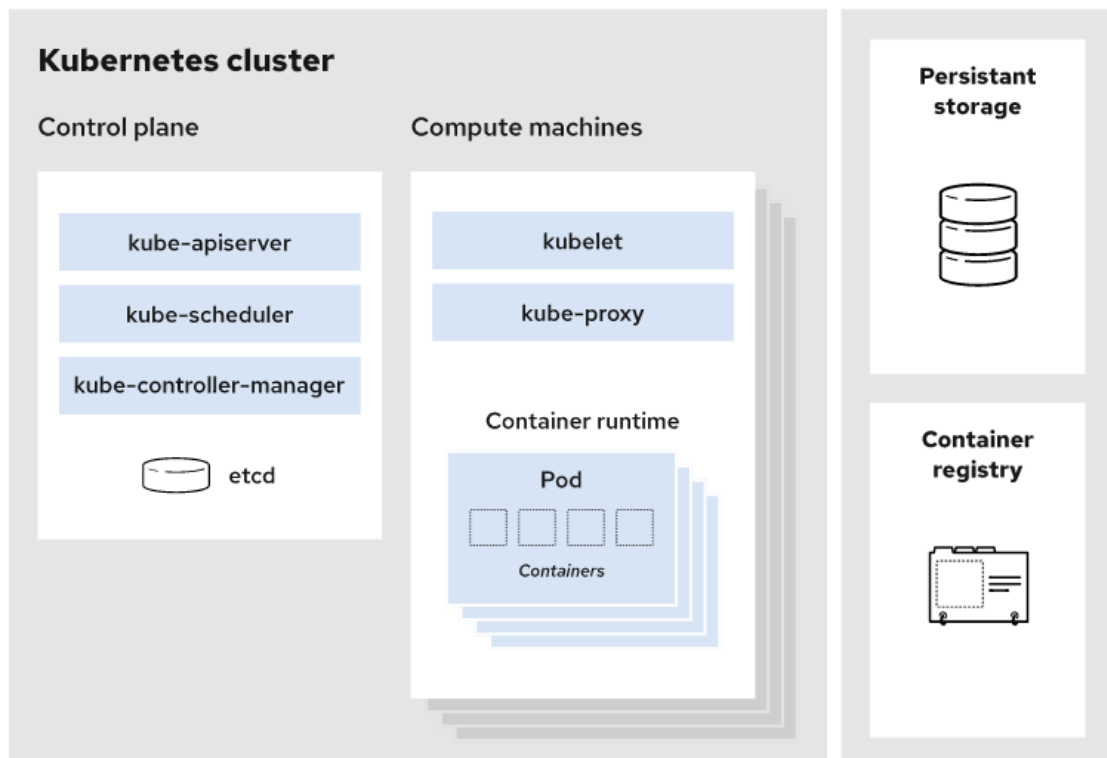 Kubernetes cluster
Control plane
kube-apiserver
kube-scheduler
kube-controller-manager
etcd
Compute machines
kubelet
kube-proxy
Container runtime
Pod
Containers
Persistant
storage
Container
registry